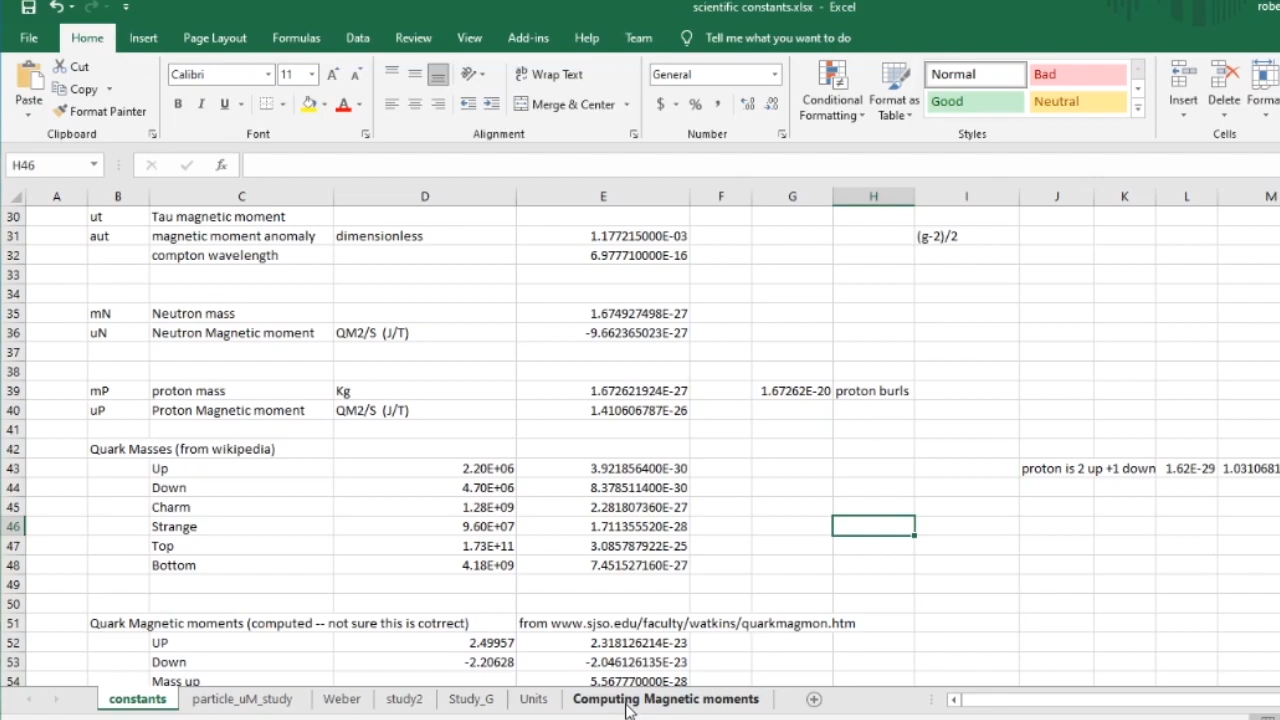 scientific constants.xlsx - Excel
robe
File Home Insert Page Layout Formulas Data Review View Add-ins Help Team Tell me what you want to do
Paste
Cut
Copy
Format Painter
Clipboard
Calibri 11
B I U
Font
Wrap Text
Merge & Center
Alignment
General
$ % ,
Number
Conditional Formatting
Format as Table
Normal Bad
Good Neutral
Styles
Insert Delete Forma
Cells
H46 fx
A B C D E F G H I J K L M
30 ut Tau magnetic moment
31 aut magnetic moment anomaly dimensionless 1.177215000E-03 (g-2)/2
32 compton wavelength 6.977710000E-16
33
34
35 mN Neutron mass 1.674927498E-27
36 uN Neutron Magnetic moment QM2/S (J/T) -9.662365023E-27
37
38
39 mP proton mass Kg 1.672621924E-27 1.67262E-20 proton burls
40 uP Proton Magnetic moment QM2/S (J/T) 1.410606787E-26
41
42 Quark Masses (from wikipedia)
43 Up 2.20E+06 3.921856400E-30 proton is 2 up +1 down 1.62E-29 1.0310681
44 Down 4.70E+06 8.378511400E-30
45 Charm 1.28E+09 2.281807360E-27
46 Strange 9.60E+07 1.711355520E-28
47 Top 1.73E+11 3.085787922E-25
48 Bottom 4.18E+09 7.451527160E-27
49
50
51 Quark Magnetic moments (computed -- not sure this is cotrrect) from www.sjso.edu/faculty/watkins/quarkmagmon.htm
52 UP 2.49957 2.318126214E-23
53 Down -2.20628 -2.046126135E-23
54 Mass up 5.567770000E-28
constants particle_uM_study Weber study2 Study_G Units Computing Magnetic moments